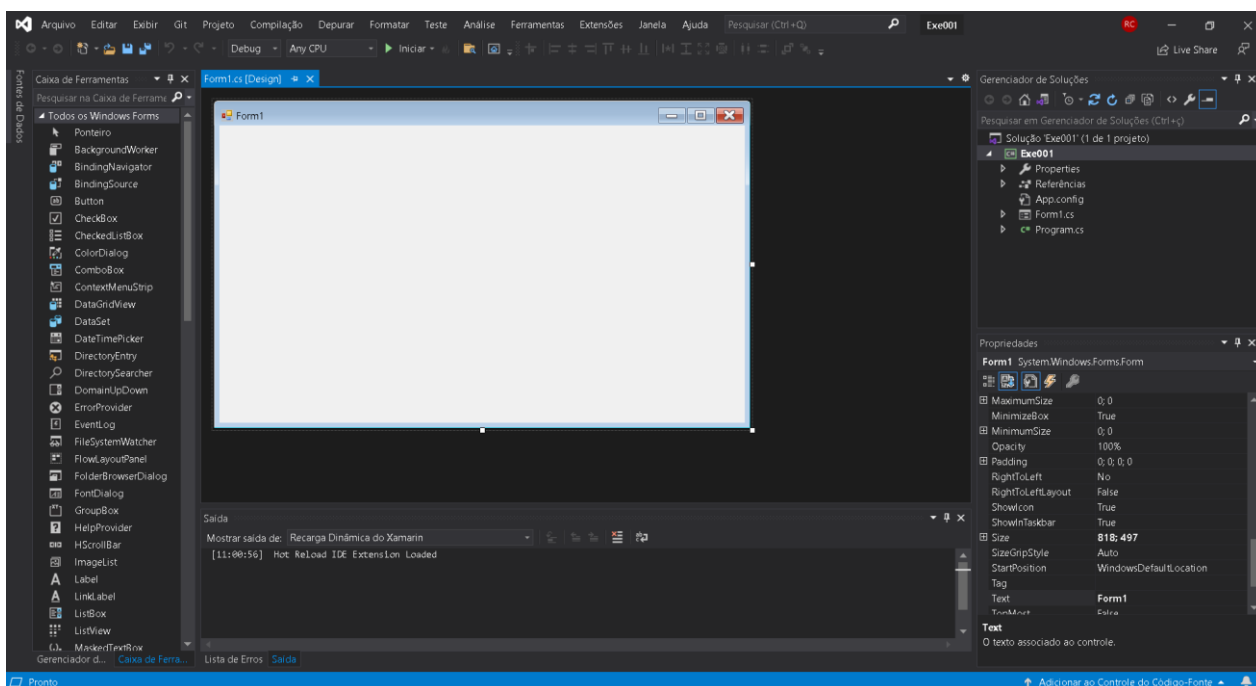 Arquivo Editar Exibir Git Projeto Compilação Depurar Formatar Teste Análise Ferramentas Extensões Janela Ajuda Pesquisar (Ctrl+Q) Exe001 RC
Debug Any CPU Iniciar Live Share
Fontes de Dados
Caixa de Ferramentas
Pesquisar na Caixa de Ferrame
Todos os Windows Forms
Ponteiro
BackgroundWorker
BindingNavigator
BindingSource
Button
CheckBox
CheckedListBox
ColorDialog
ComboBox
ContextMenuStrip
DataGridView
DataSet
DateTimePicker
DirectoryEntry
DirectorySearcher
DomainUpDown
ErrorProvider
EventLog
FileSystemWatcher
FlowLayoutPanel
FolderBrowserDialog
FontDialog
GroupBox
HelpProvider
HScrollBar
ImageList
Label
LinkLabel
ListBox
ListView
MaskedTextBox
Gerenciador d... Caixa de Ferra...
Form1.cs [Design]
Form1
Saída
Mostrar saída de: Recarga Dinâmica do Xamarin
[11:00:56] Hot Reload IDE Extension Loaded
Lista de Erros Saída
Gerenciador de Soluções
Pesquisar em Gerenciador de Soluções (Ctrl+ç)
Solução 'Exe001' (1 de 1 projeto)
Exe001
Properties
Referências
App.config
Form1.cs
C# Program.cs
Propriedades
Form1 System.Windows.Forms.Form
MaximumSize 0; 0
MinimizeBox True
MinimumSize 0; 0
Opacity 100%
Padding 0; 0; 0; 0
RightToLeft No
RightToLeftLayout False
ShowIcon True
ShowInTaskbar True
Size 818; 497
SizeGripStyle Auto
StartPosition WindowsDefaultLocation
Tag
Text Form1
TopMost False
Text
O texto associado ao controle.
Pronto
Adicionar ao Controle do Código-Fonte